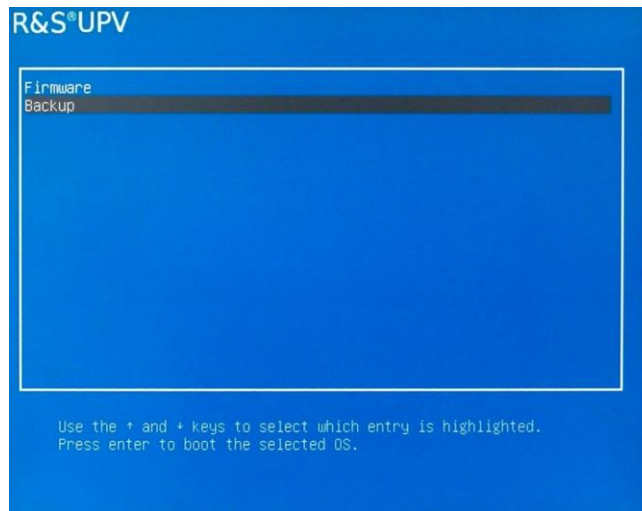 R&S®UPV
Firmware
Backup
Use the ↑ and ↓ keys to select which entry is highlighted.
Press enter to boot the selected OS.